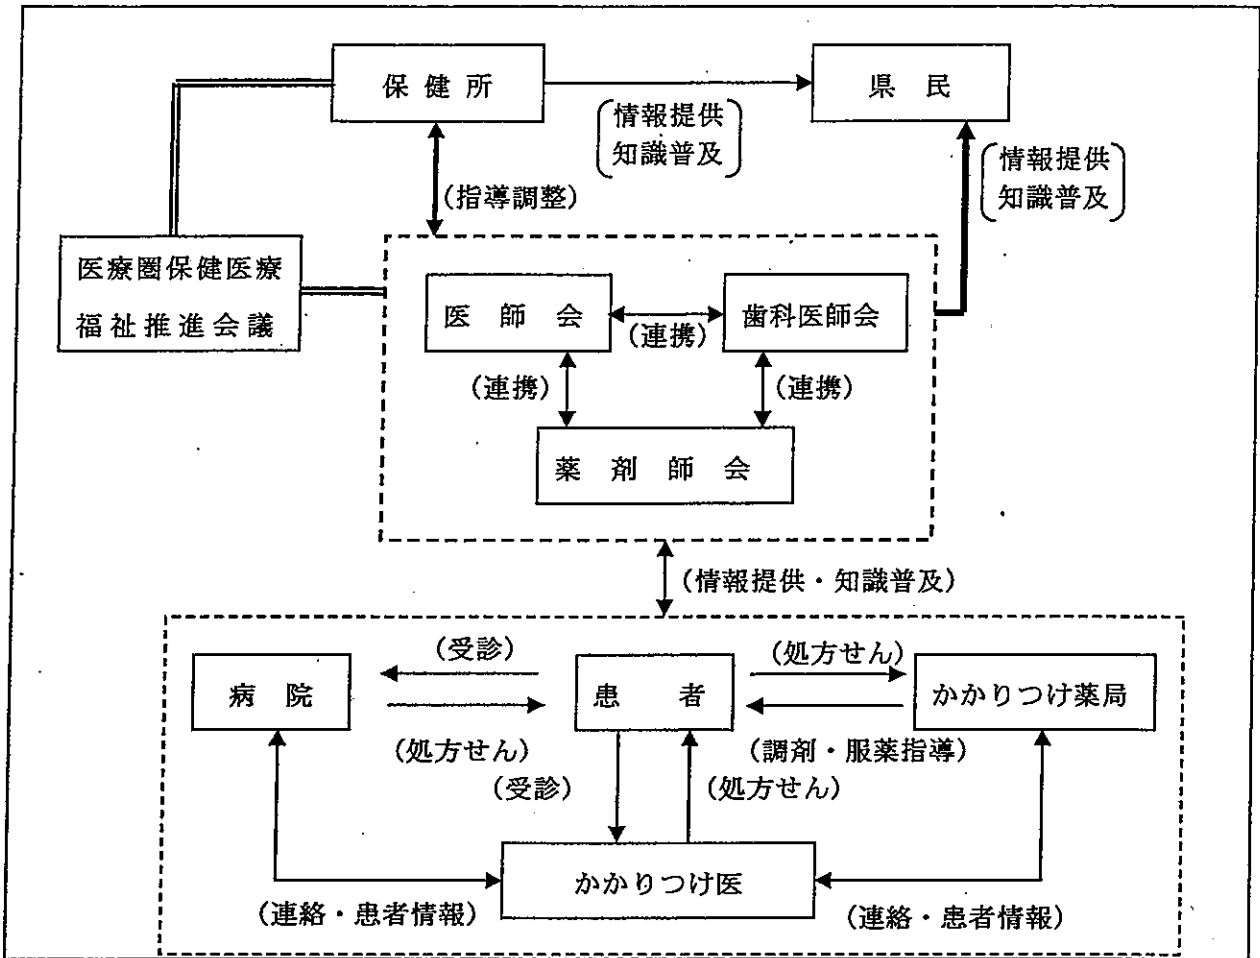 保健所
県民
情報提供
知識普及
情報提供
知識普及
(指導調整)
医療圏保健医療
福祉推進会議
医師会
歯科医師会
(連携)
(連携)
(連携)
薬剤師会
(情報提供・知識普及)
(受診)
(処方せん)
病院
患者
かかりつけ薬局
(処方せん)
(調剤・服薬指導)
(受診)
(処方せん)
かかりつけ医
(連絡・患者情報)
(連絡・患者情報)